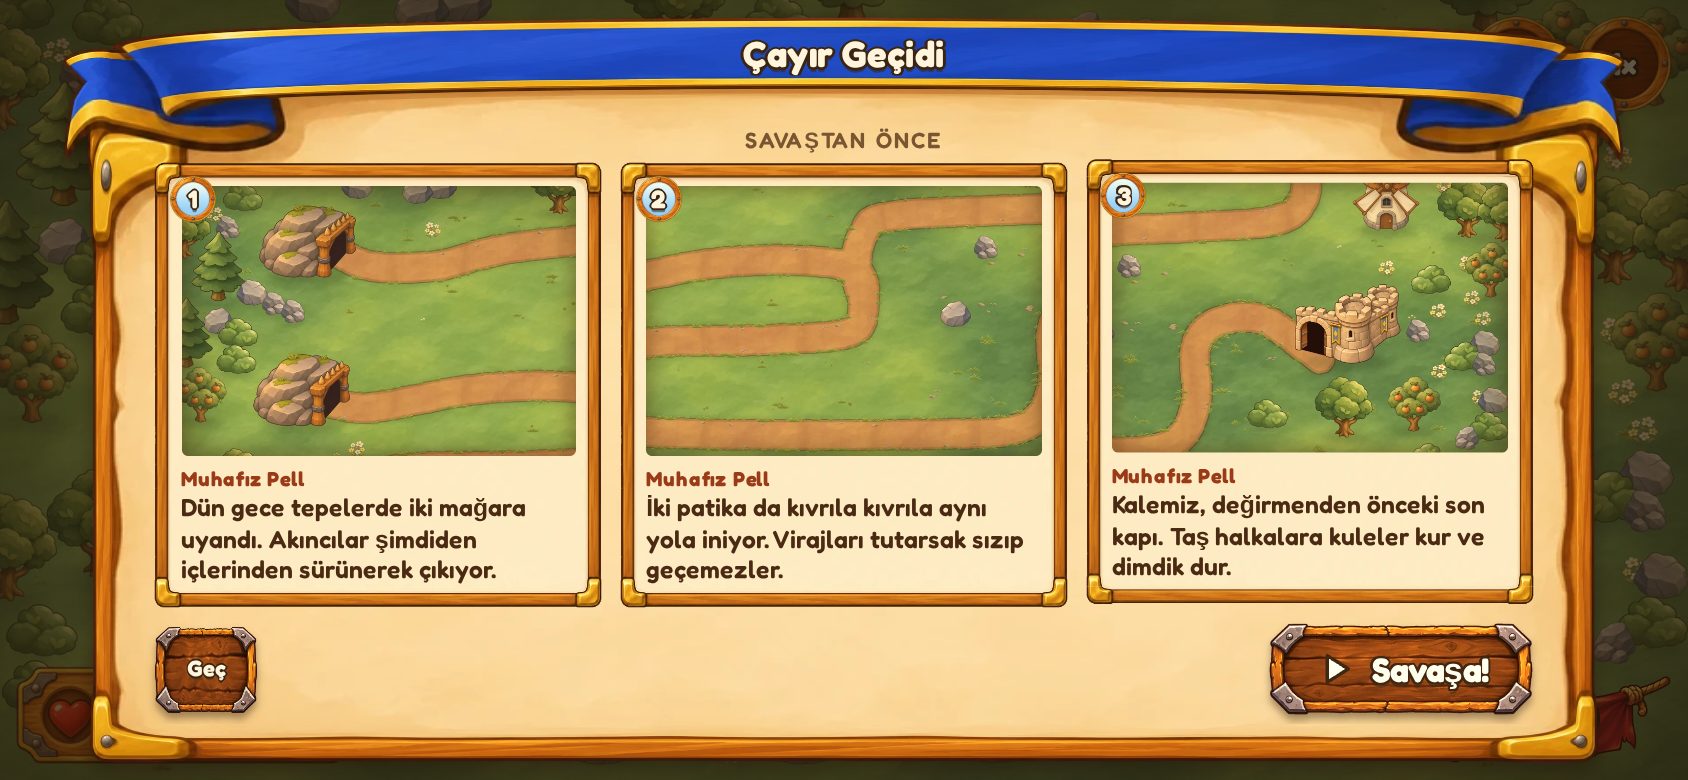 Çayır Geçidi
SAVAŞTAN ÖNCE
1
Muhafız Pell
Dün gece tepelerde iki mağara
uyandı. Akıncılar şimdiden
içlerinden sürünerek çıkıyor.
2
Muhafız Pell
İki patika da kıvrıla kıvrıla aynı
yola iniyor. Virajları tutarsak sızıp
geçemezler.
3
Muhafız Pell
Kalemiz, değirmenden önceki son
kapı. Taş halkalara kuleler kur ve
dimdik dur.
Geç
Savaşa!